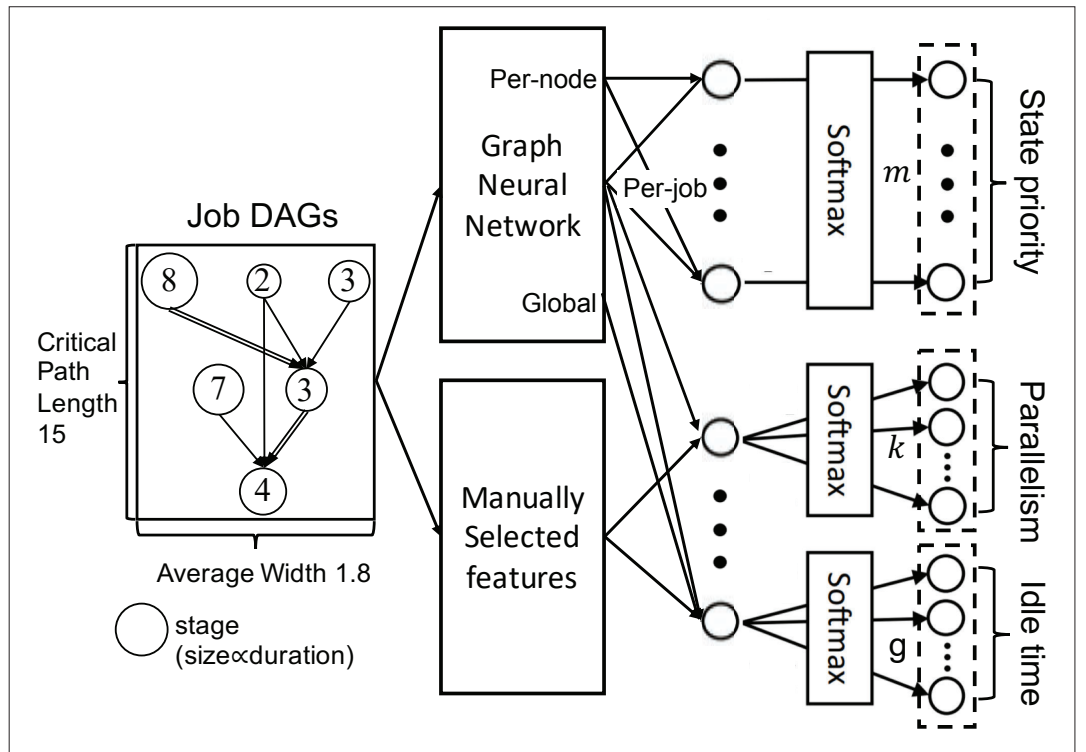 Job DAGs
8
2
3
7
3
4
Critical
Path
Length
15
Average Width 1.8
stage
(size∝duration)
Per-node
Graph
Neural
Network
Per-job
Global
Manually
Selected
features
Softmax
m
State priority
Softmax
k
Parallelism
Softmax
g
Idle time